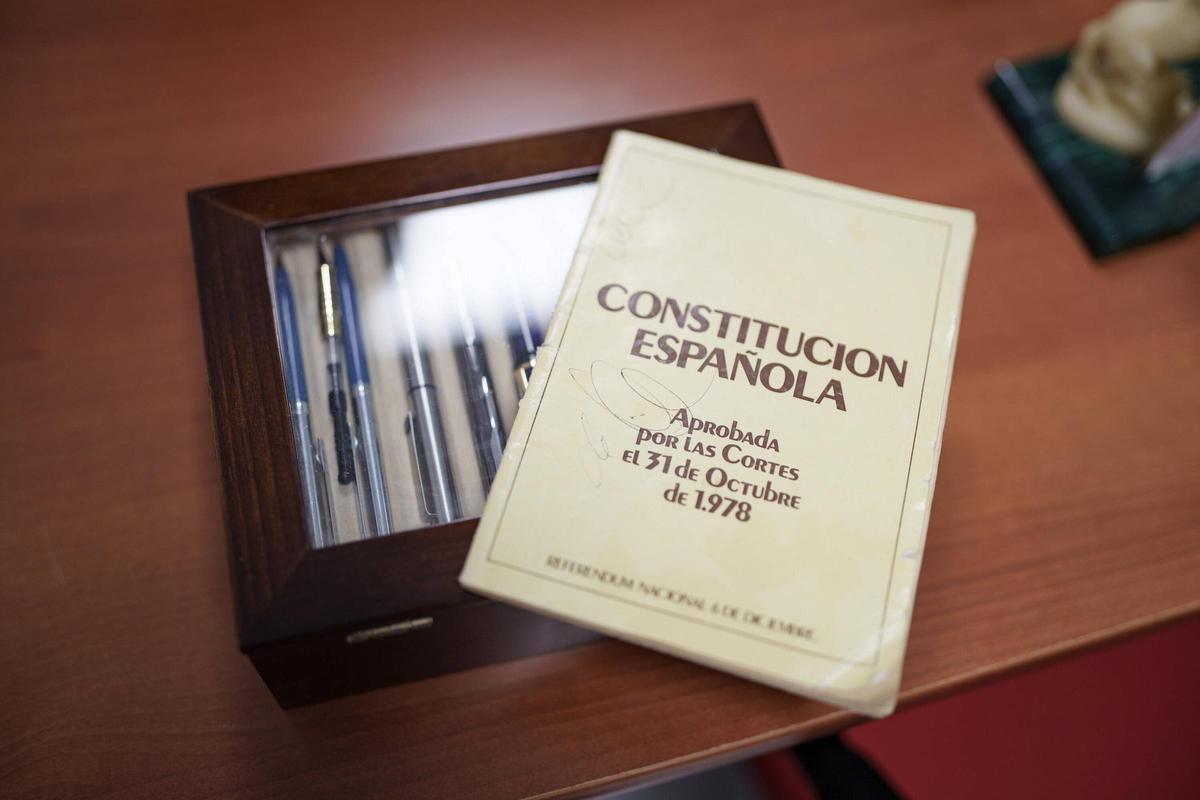 CONSTITUCION
ESPAÑOLA
Aprobada
por las Cortes
el 31 de Octubre
de 1.978
REFERENDUM NACIONAL 6 DE DICIEMBRE